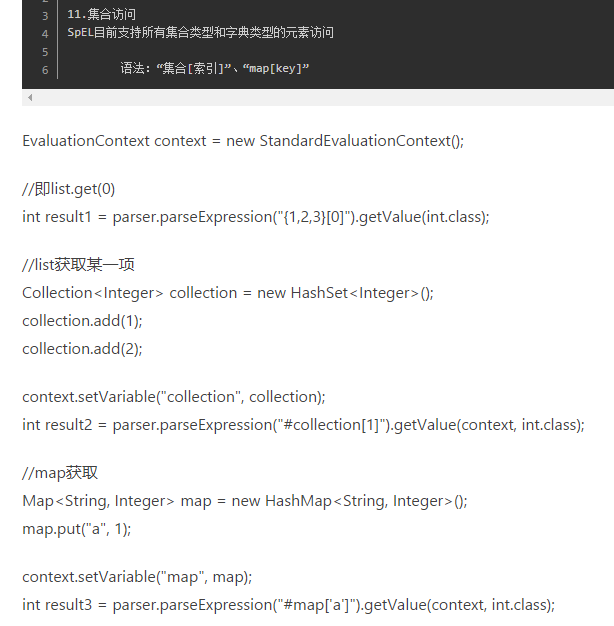 3
11.集合访问
4
SpEL目前支持所有集合类型和字典类型的元素访问
5
6
语法：“集合[索引]”、“map[key]”
EvaluationContext context = new StandardEvaluationContext();
//即list.get(0)
int result1 = parser.parseExpression("{1,2,3}[0]").getValue(int.class);
//list获取某一项
Collection<Integer> collection = new HashSet<Integer>();
collection.add(1);
collection.add(2);
context.setVariable("collection", collection);
int result2 = parser.parseExpression("#collection[1]").getValue(context, int.class);
//map获取
Map<String, Integer> map = new HashMap<String, Integer>();
map.put("a", 1);
context.setVariable("map", map);
int result3 = parser.parseExpression("#map['a']").getValue(context, int.class);